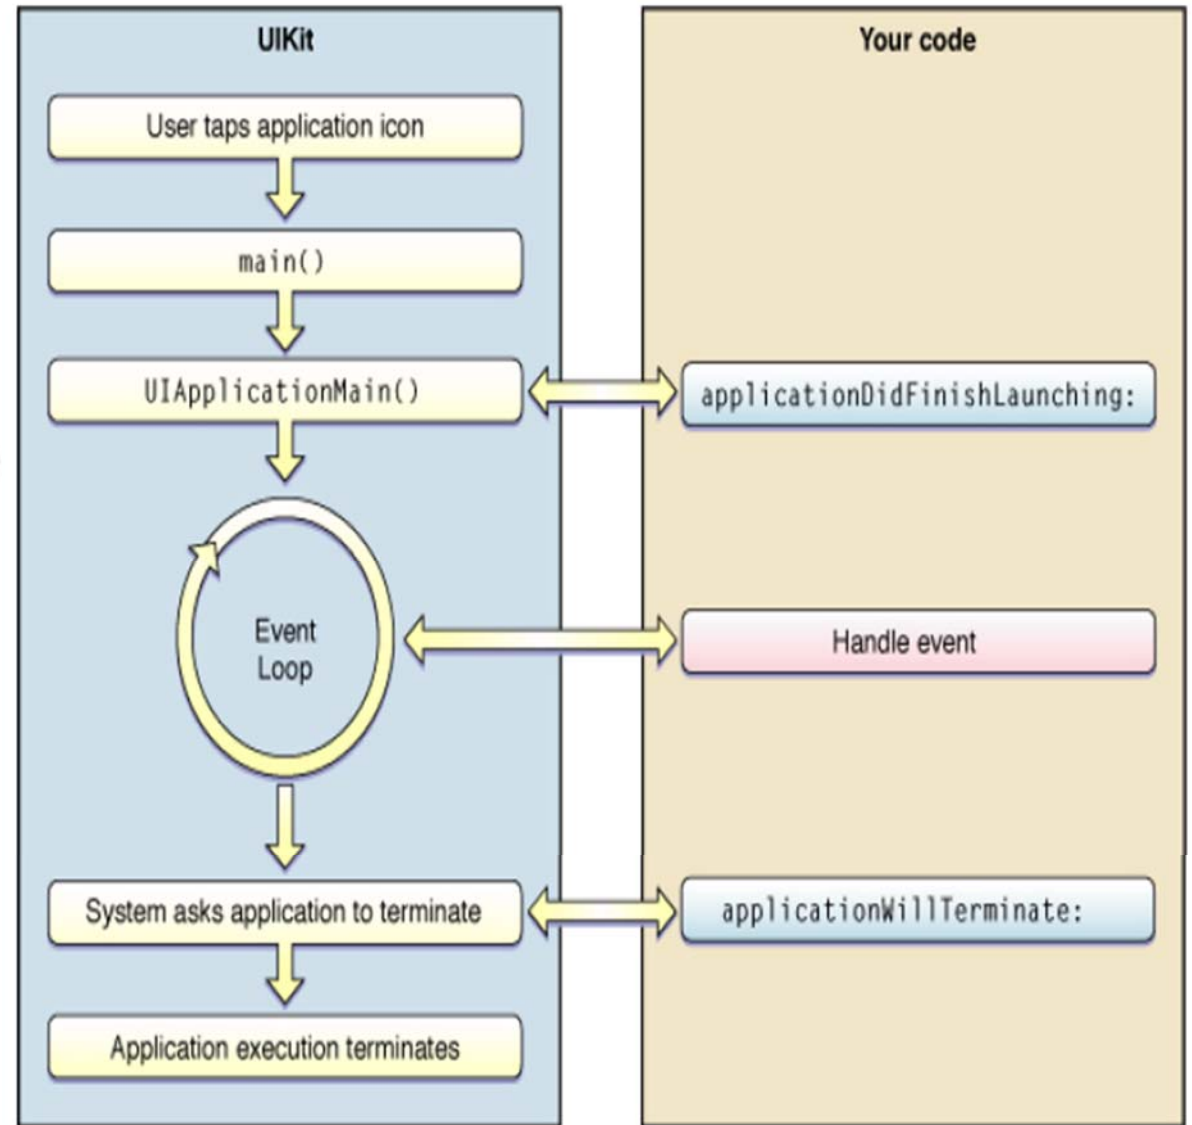 UIKit
User taps application icon
main()
UIApplicationMain()
Event
Loop
System asks application to terminate
Application execution terminates
Your code
applicationDidFinishLaunching:
Handle event
applicationWillTerminate: